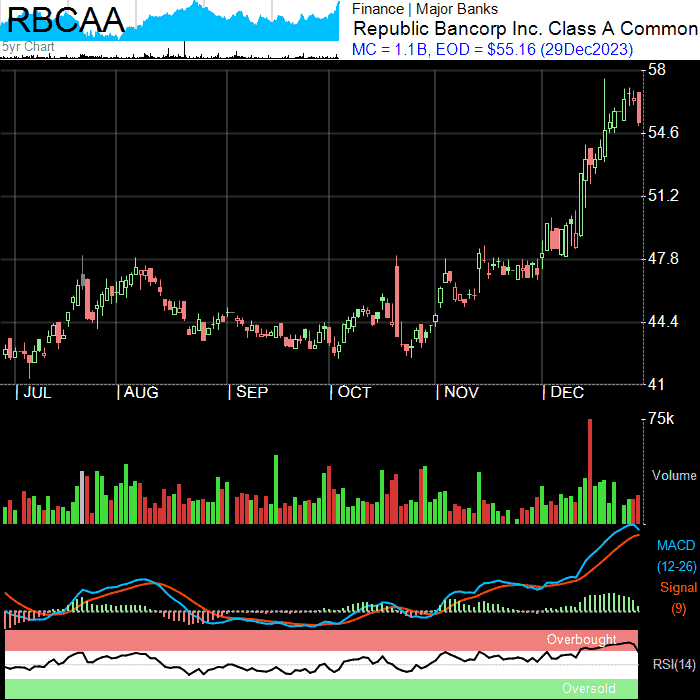 RBCAA
5yr Chart
Finance | Major Banks
Republic Bancorp Inc. Class A Common
MC = 1.1B, EOD = $55.16 (29Dec2023)
58
54.6
51.2
47.8
44.4
41
JUL AUG SEP OCT NOV DEC
75k
Volume
MACD
(12-26)
Signal
(9)
Overbought
RSI(14)
Oversold